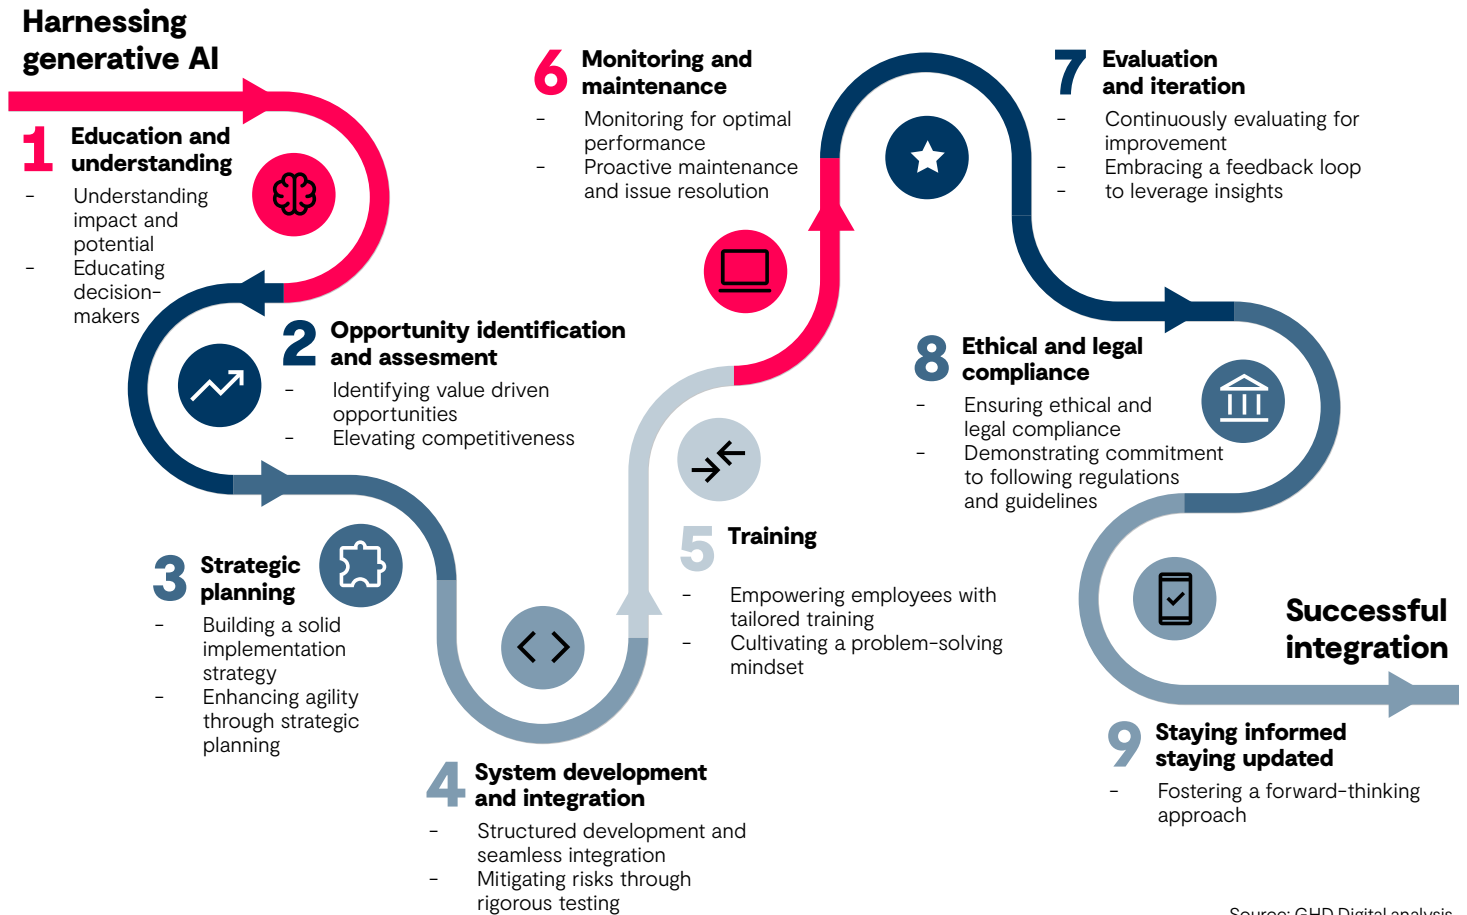 Harnessing
generative AI
1 Education and
understanding
- Understanding
impact and
potential
- Educating
decision-
makers
2 Opportunity identification
and assesment
- Identifying value driven
opportunities
- Elevating competitiveness
3 Strategic
planning
- Building a solid
implementation
strategy
- Enhancing agility
through strategic
planning
4 System development
and integration
- Structured development and
seamless integration
- Mitigating risks through
rigorous testing
5 Training
- Empowering employees with
tailored training
- Cultivating a problem-solving
mindset
6 Monitoring and
maintenance
- Monitoring for optimal
performance
- Proactive maintenance
and issue resolution
7 Evaluation
and iteration
- Continuously evaluating for
improvement
- Embracing a feedback loop
- to leverage insights
8 Ethical and legal
compliance
- Ensuring ethical and
legal compliance
- Demonstrating commitment
to following regulations
and guidelines
9 Staying informed
staying updated
- Fostering a forward-thinking
approach
Successful
integration
Source: GHD Digital analysis